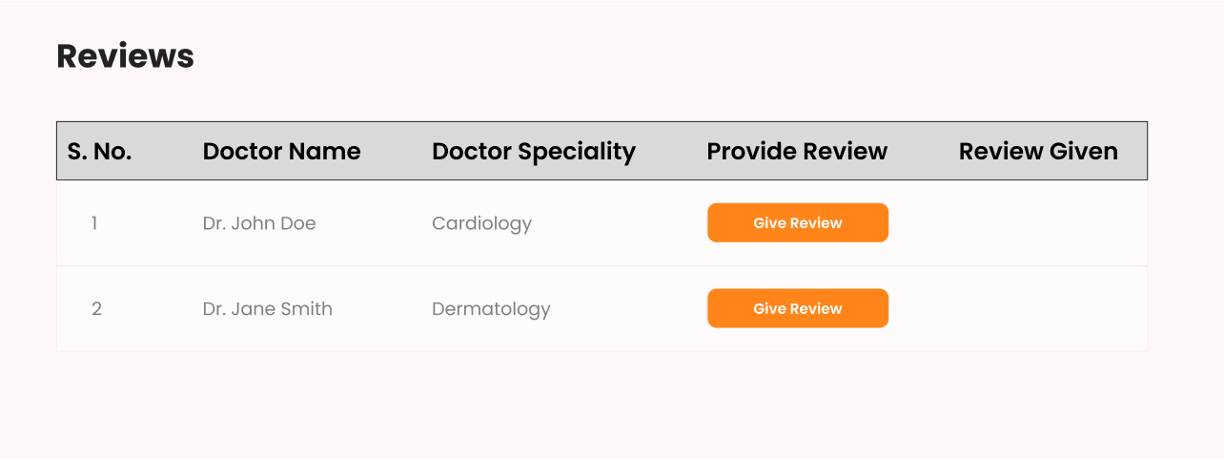 Reviews
S. No. Doctor Name Doctor Speciality Provide Review Review Given
1 Dr. John Doe Cardiology Give Review
2 Dr. Jane Smith Dermatology Give Review